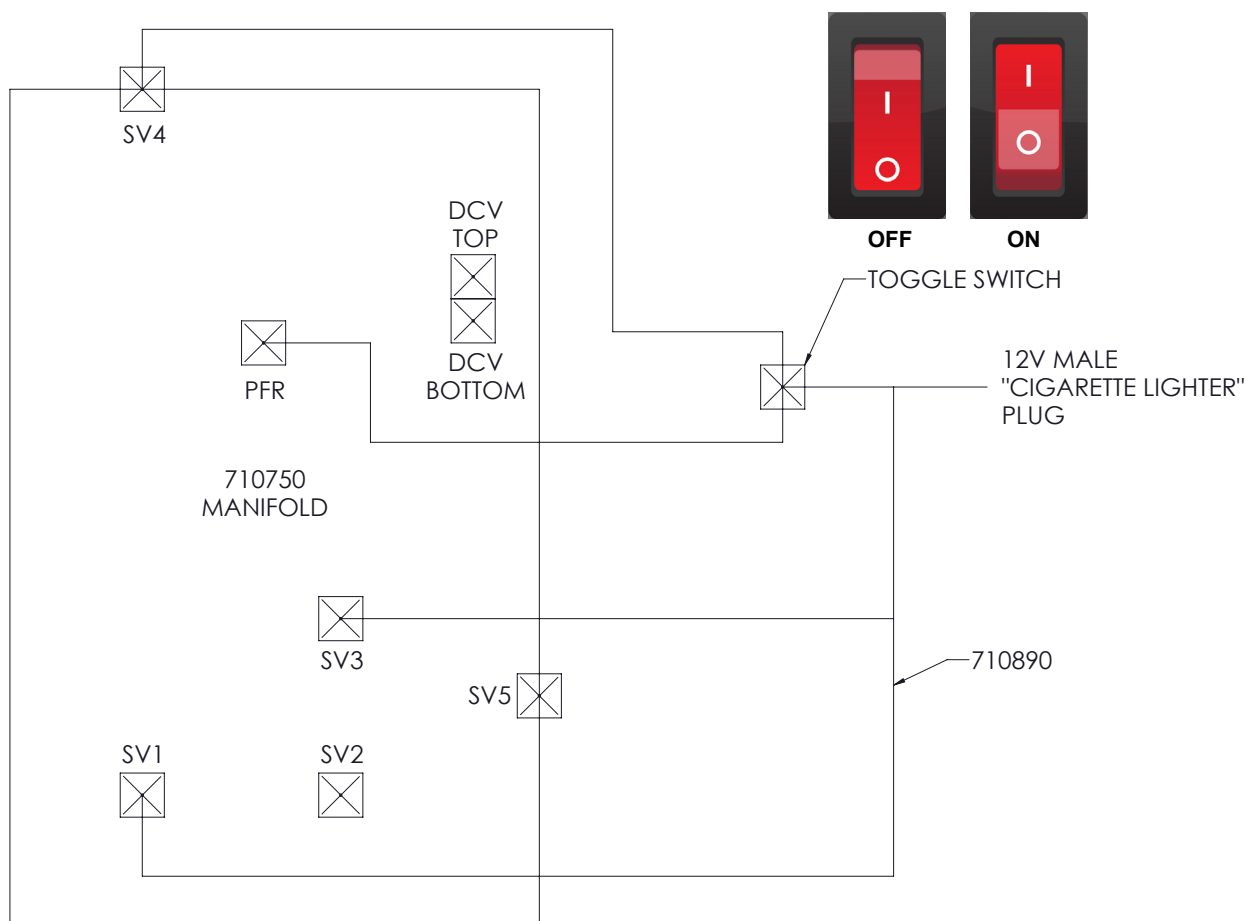 I
O
I
O
OFF
ON
SV4
DCV
TOP
TOGGLE SWITCH
PFR
DCV
BOTTOM
12V MALE
"CIGARETTE LIGHTER"
PLUG
710750
MANIFOLD
SV3
SV5
710890
SV1
SV2